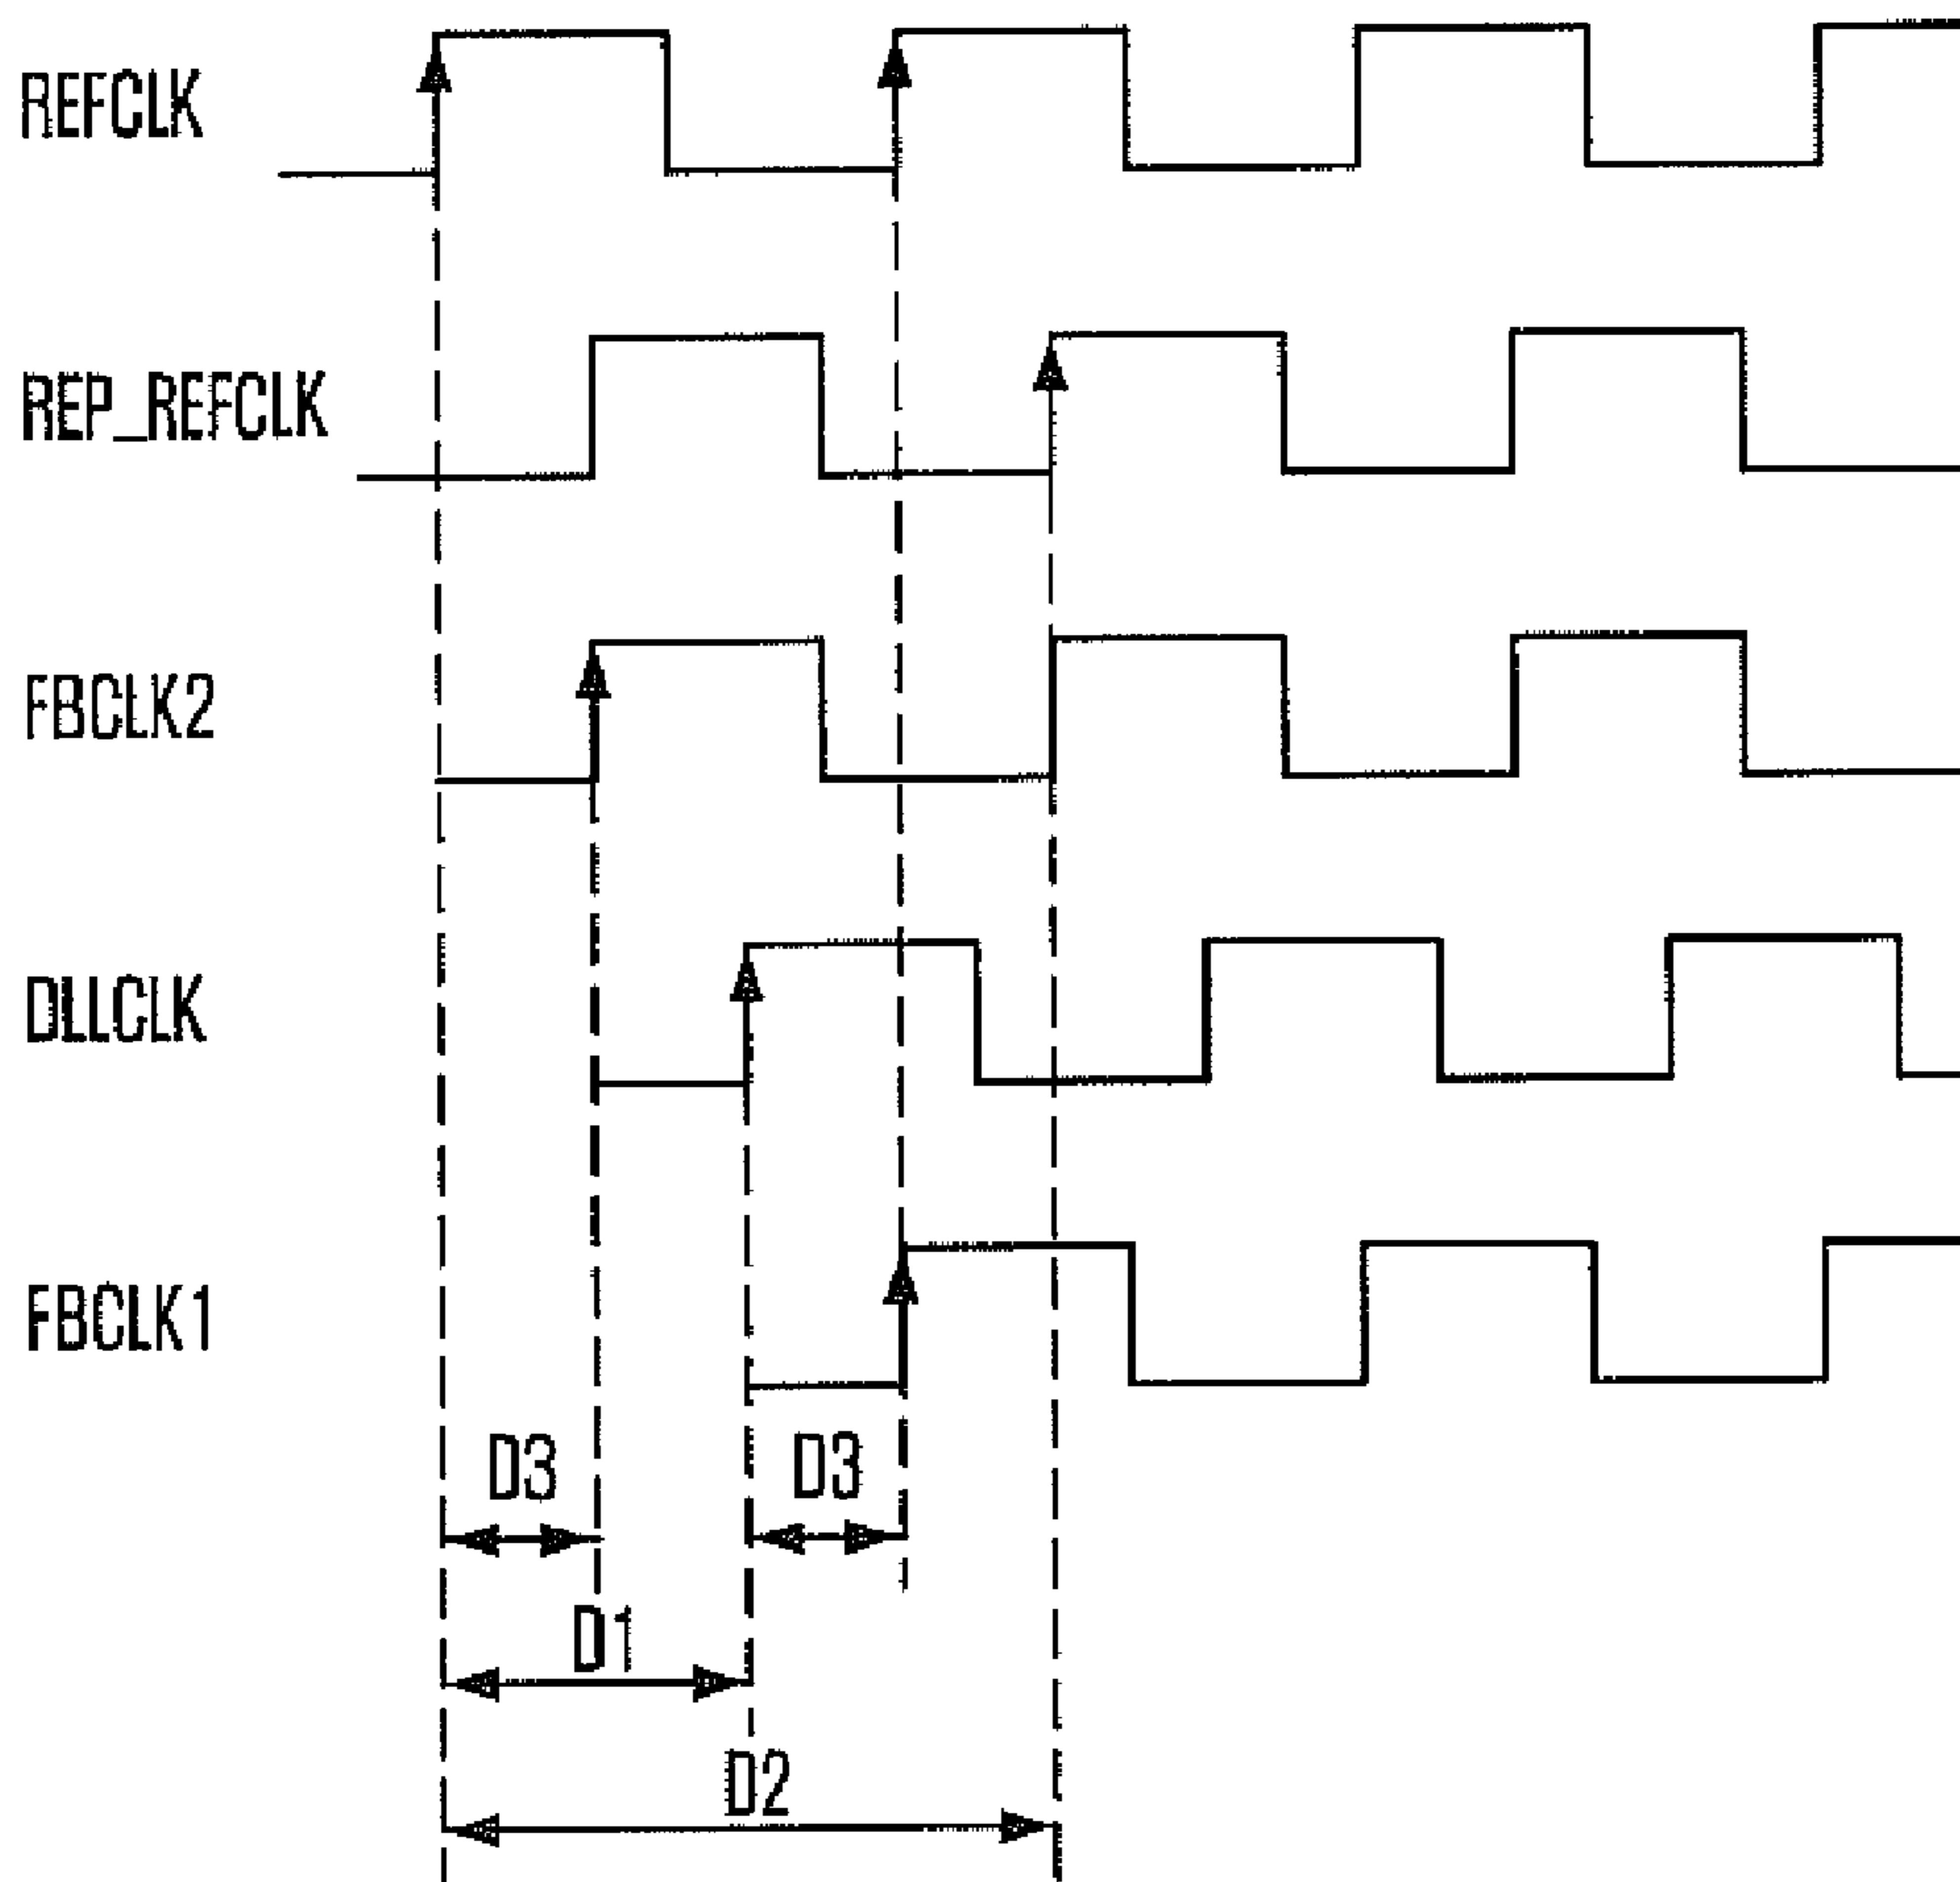 REFCLK
REP_REFCLK
FBCLK2
DLLCLK
FBCLK1
D3
D3
D1
D2